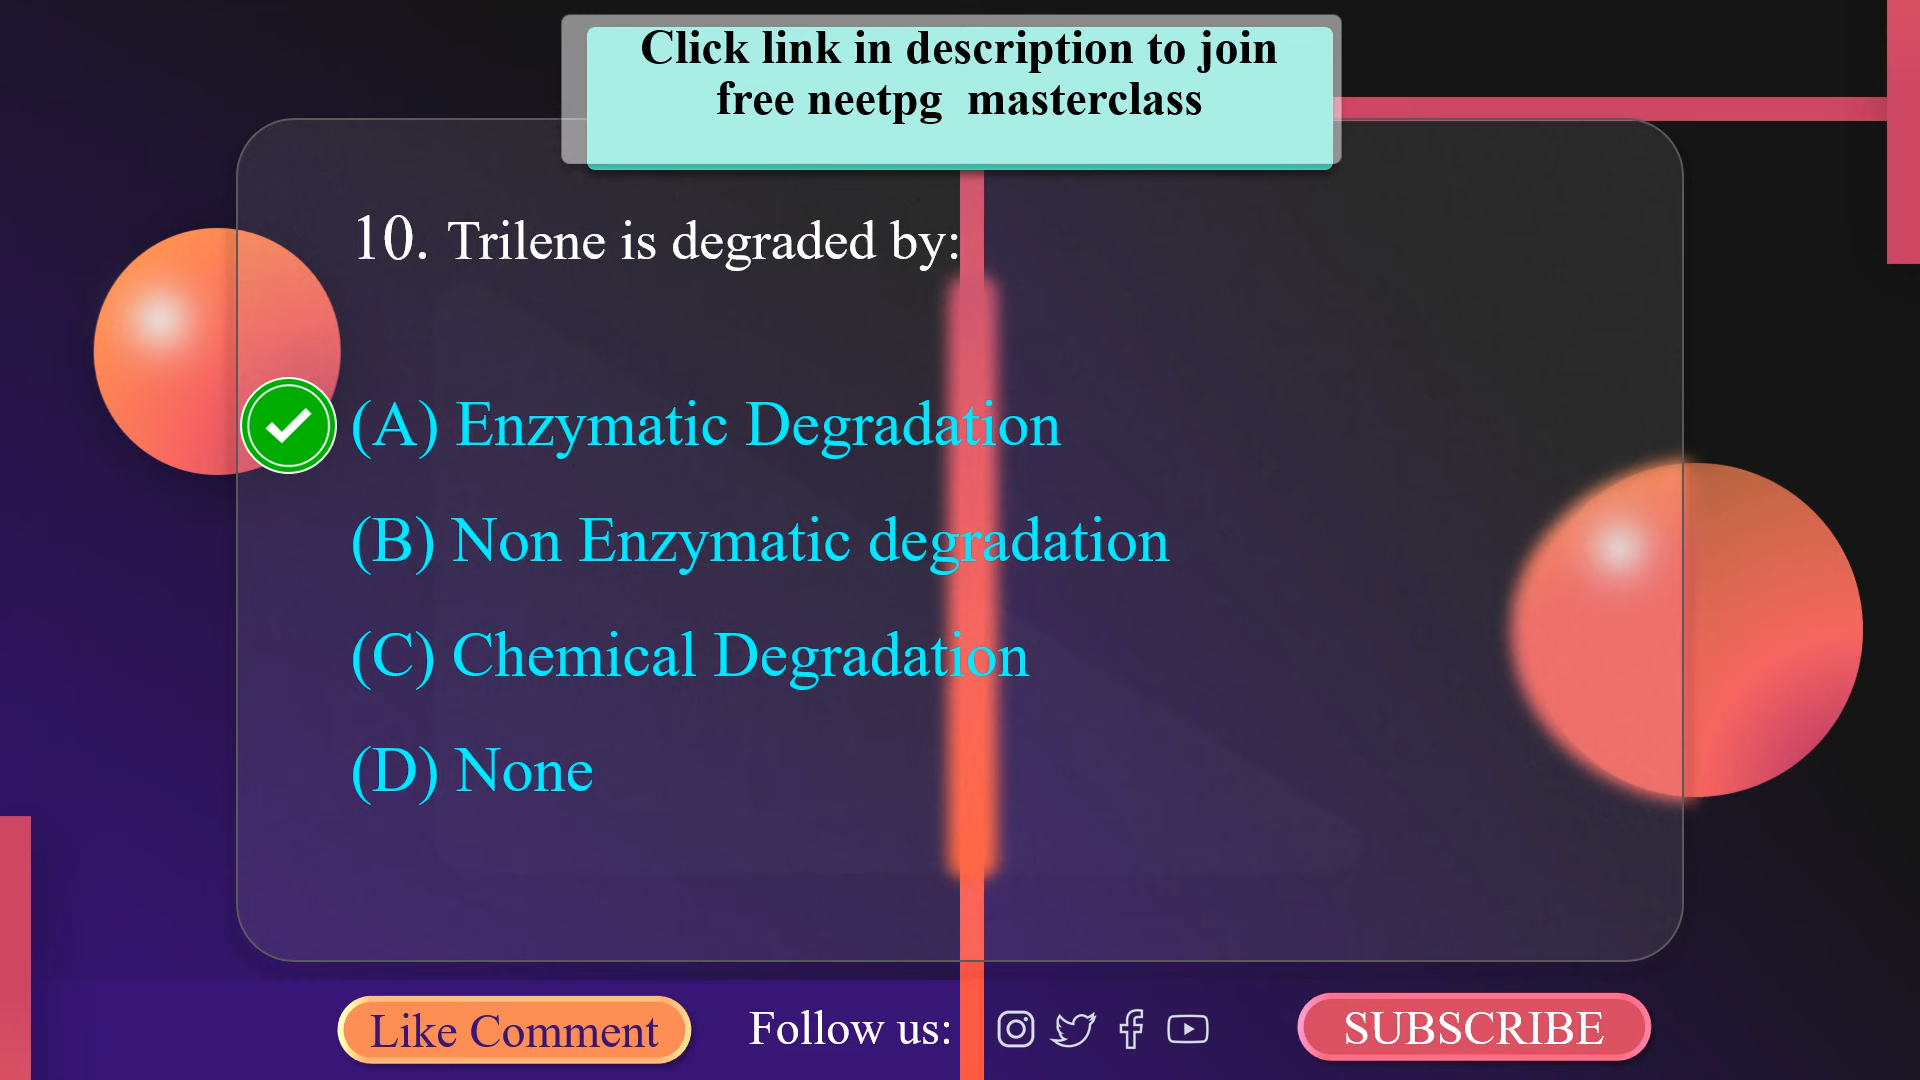 Click link in description to join
free neetpg  masterclass
10. Trilene is degraded by:
(A) Enzymatic Degradation
(B) Non Enzymatic degradation
(C) Chemical Degradation
(D) None
Like Comment
Follow us:
SUBSCRIBE